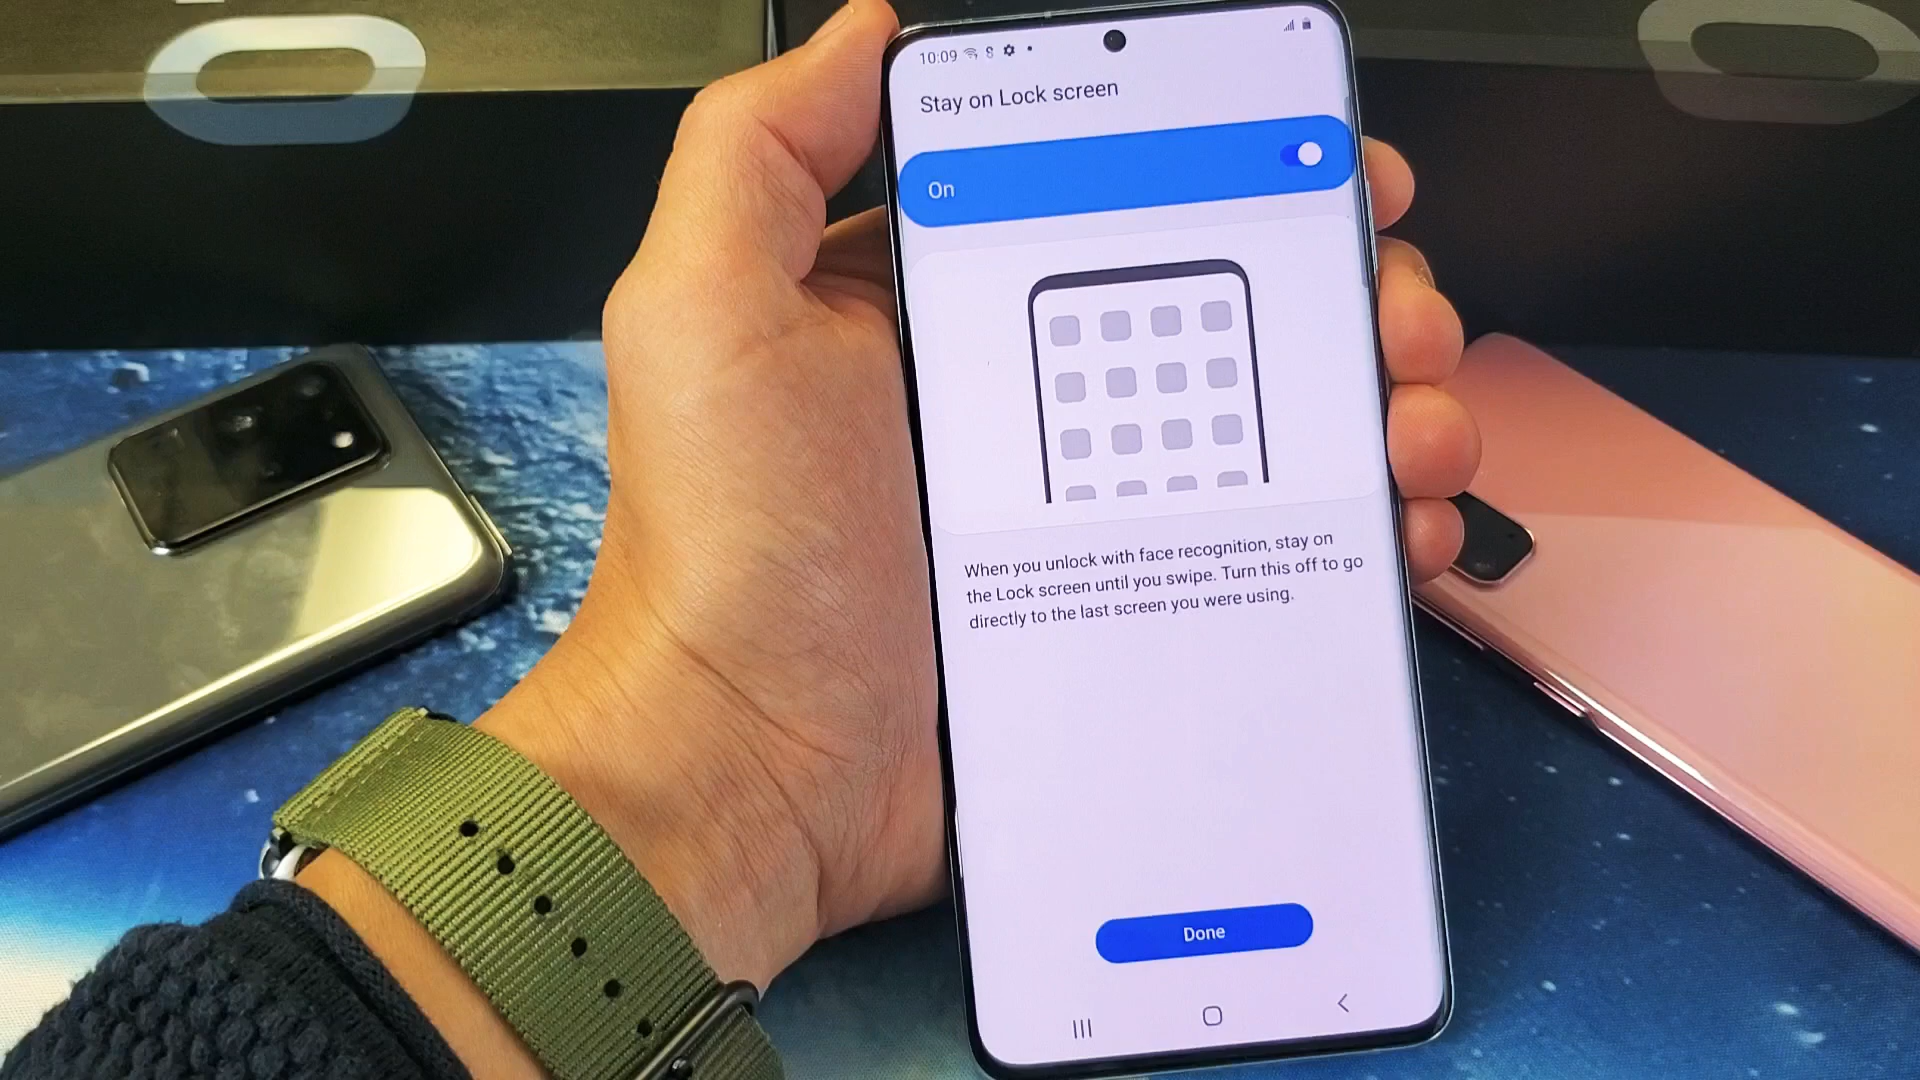 10:09
Stay on Lock screen
On
When you unlock with face recognition, stay on
the Lock screen until you swipe. Turn this off to go
directly to the last screen you were using.
Done